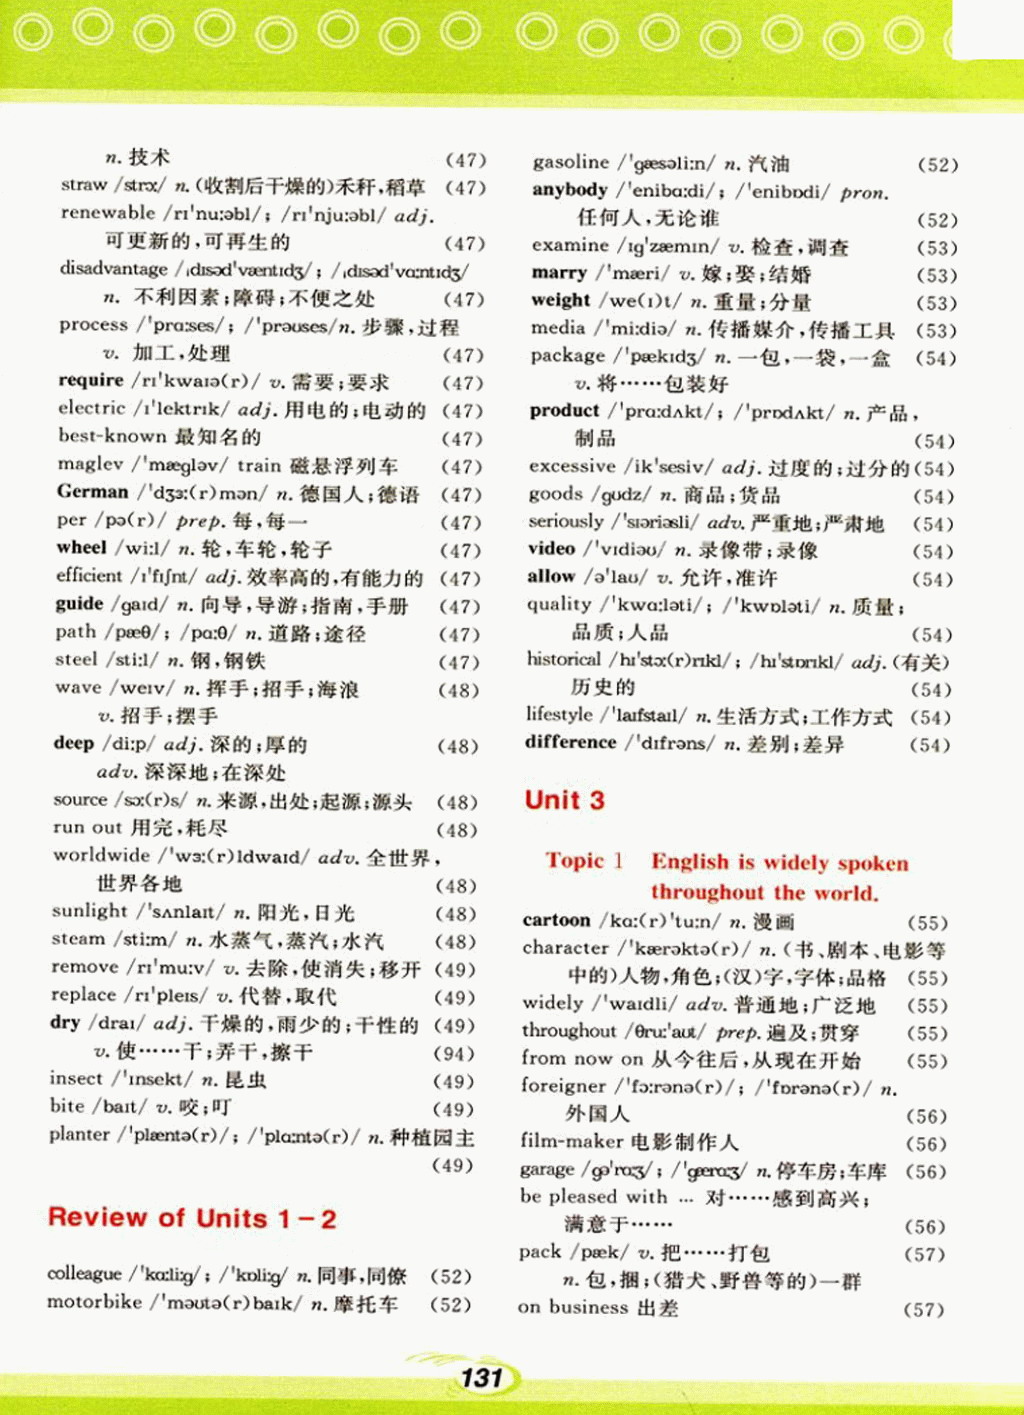 n. 技术 (47)
straw /strɔː/ n. (收割后干燥的)禾秆,稻草 (47)
renewable /rɪˈnuːəbl/; /rɪˈnjuːəbl/ adj.
可更新的,可再生的 (47)
disadvantage /ˌdɪsədˈvæntɪdʒ/; /ˌdɪsədˈvɑːntɪdʒ/
n. 不利因素;障碍;不便之处 (47)
process /ˈprɑːses/; /ˈprəʊses/ n. 步骤,过程
v. 加工,处理 (47)
require /rɪˈkwaɪə(r)/ v. 需要;要求 (47)
electric /ɪˈlektrɪk/ adj. 用电的;电动的 (47)
best-known 最知名的 (47)
maglev /ˈmæɡləv/ train 磁悬浮列车 (47)
German /ˈdʒɜː(r)mən/ n. 德国人;德语 (47)
per /pə(r)/ prep. 每,每一 (47)
wheel /wiːl/ n. 轮,车轮,轮子 (47)
efficient /ɪˈfɪʃnt/ adj. 效率高的,有能力的 (47)
guide /ɡaɪd/ n. 向导,导游;指南,手册 (47)
path /pæθ/; /pɑːθ/ n. 道路;途径 (47)
steel /stiːl/ n. 钢,钢铁 (47)
wave /weɪv/ n. 挥手;招手;海浪 (48)
v. 招手;摆手
deep /diːp/ adj. 深的;厚的 (48)
adv. 深深地;在深处
source /sɔː(r)s/ n. 来源,出处;起源;源头 (48)
run out 用完,耗尽 (48)
worldwide /ˈwɜː(r)ldwaɪd/ adv. 全世界,
世界各地 (48)
sunlight /ˈsʌnlaɪt/ n. 阳光,日光 (48)
steam /stiːm/ n. 水蒸气,蒸汽;水汽 (48)
remove /rɪˈmuːv/ v. 去除,使消失;移开 (49)
replace /rɪˈpleɪs/ v. 代替,取代 (49)
dry /draɪ/ adj. 干燥的,雨少的;干性的 (49)
v. 使……干;弄干,擦干 (94)
insect /ˈɪnsekt/ n. 昆虫 (49)
bite /baɪt/ v. 咬;叮 (49)
planter /ˈplæntə(r)/; /ˈplɑːntə(r)/ n. 种植园主
(49)
Review of Units 1-2
colleague /ˈkɑːliːɡ/; /ˈkɒliːɡ/ n. 同事,同僚 (52)
motorbike /ˈməʊtə(r)baɪk/ n. 摩托车 (52)
gasoline /ˈɡæsəliːn/ n. 汽油 (52)
anybody /ˈenibɑːdi/; /ˈenibɒdi/ pron.
任何人,无论谁 (52)
examine /ɪɡˈzæmɪn/ v. 检查,调查 (53)
marry /ˈmæri/ v. 嫁;娶;结婚 (53)
weight /we(ɪ)t/ n. 重量;分量 (53)
media /ˈmiːdiə/ n. 传播媒介,传播工具 (53)
package /ˈpækɪdʒ/ n. 一包,一袋,一盒 (54)
v. 将……包装好
product /ˈprɑːdʌkt/; /ˈprɒdʌkt/ n. 产品,
制品 (54)
excessive /ikˈsesiv/ adj. 过度的;过分的 (54)
goods /ɡʊdz/ n. 商品;货品 (54)
seriously /ˈsɪəriəsli/ adv. 严重地;严肃地 (54)
video /ˈvɪdiəʊ/ n. 录像带;录像 (54)
allow /əˈlaʊ/ v. 允许,准许 (54)
quality /ˈkwɑːləti/; /ˈkwɒləti/ n. 质量;
品质;人品 (54)
historical /hɪˈstɔː(r)rɪkl/; /hɪˈstɒrɪkl/ adj. (有关)
历史的 (54)
lifestyle /ˈlaɪfstaɪl/ n. 生活方式;工作方式 (54)
difference /ˈdɪfrəns/ n. 差别;差异 (54)
Unit 3
Topic 1 English is widely spoken
throughout the world.
cartoon /kɑː(r)ˈtuːn/ n. 漫画 (55)
character /ˈkærəktə(r)/ n. (书、剧本、电影等
中的)人物,角色;(汉)字,字体;品格 (55)
widely /ˈwaɪdli/ adv. 普通地;广泛地 (55)
throughout /θruːˈaʊt/ prep. 遍及;贯穿 (55)
from now on 从今往后,从现在开始 (55)
foreigner /ˈfɔːrənə(r)/; /ˈfɒrənə(r)/ n.
外国人 (56)
film-maker 电影制作人 (56)
garage /ɡəˈrɑːʒ/; /ˈɡærɑːʒ/ n. 停车房;车库 (56)
be pleased with ... 对……感到高兴;
满意于…… (56)
pack /pæk/ v. 把……打包 (57)
n. 包,捆;(猎犬、野兽等的)一群
on business 出差 (57)
131